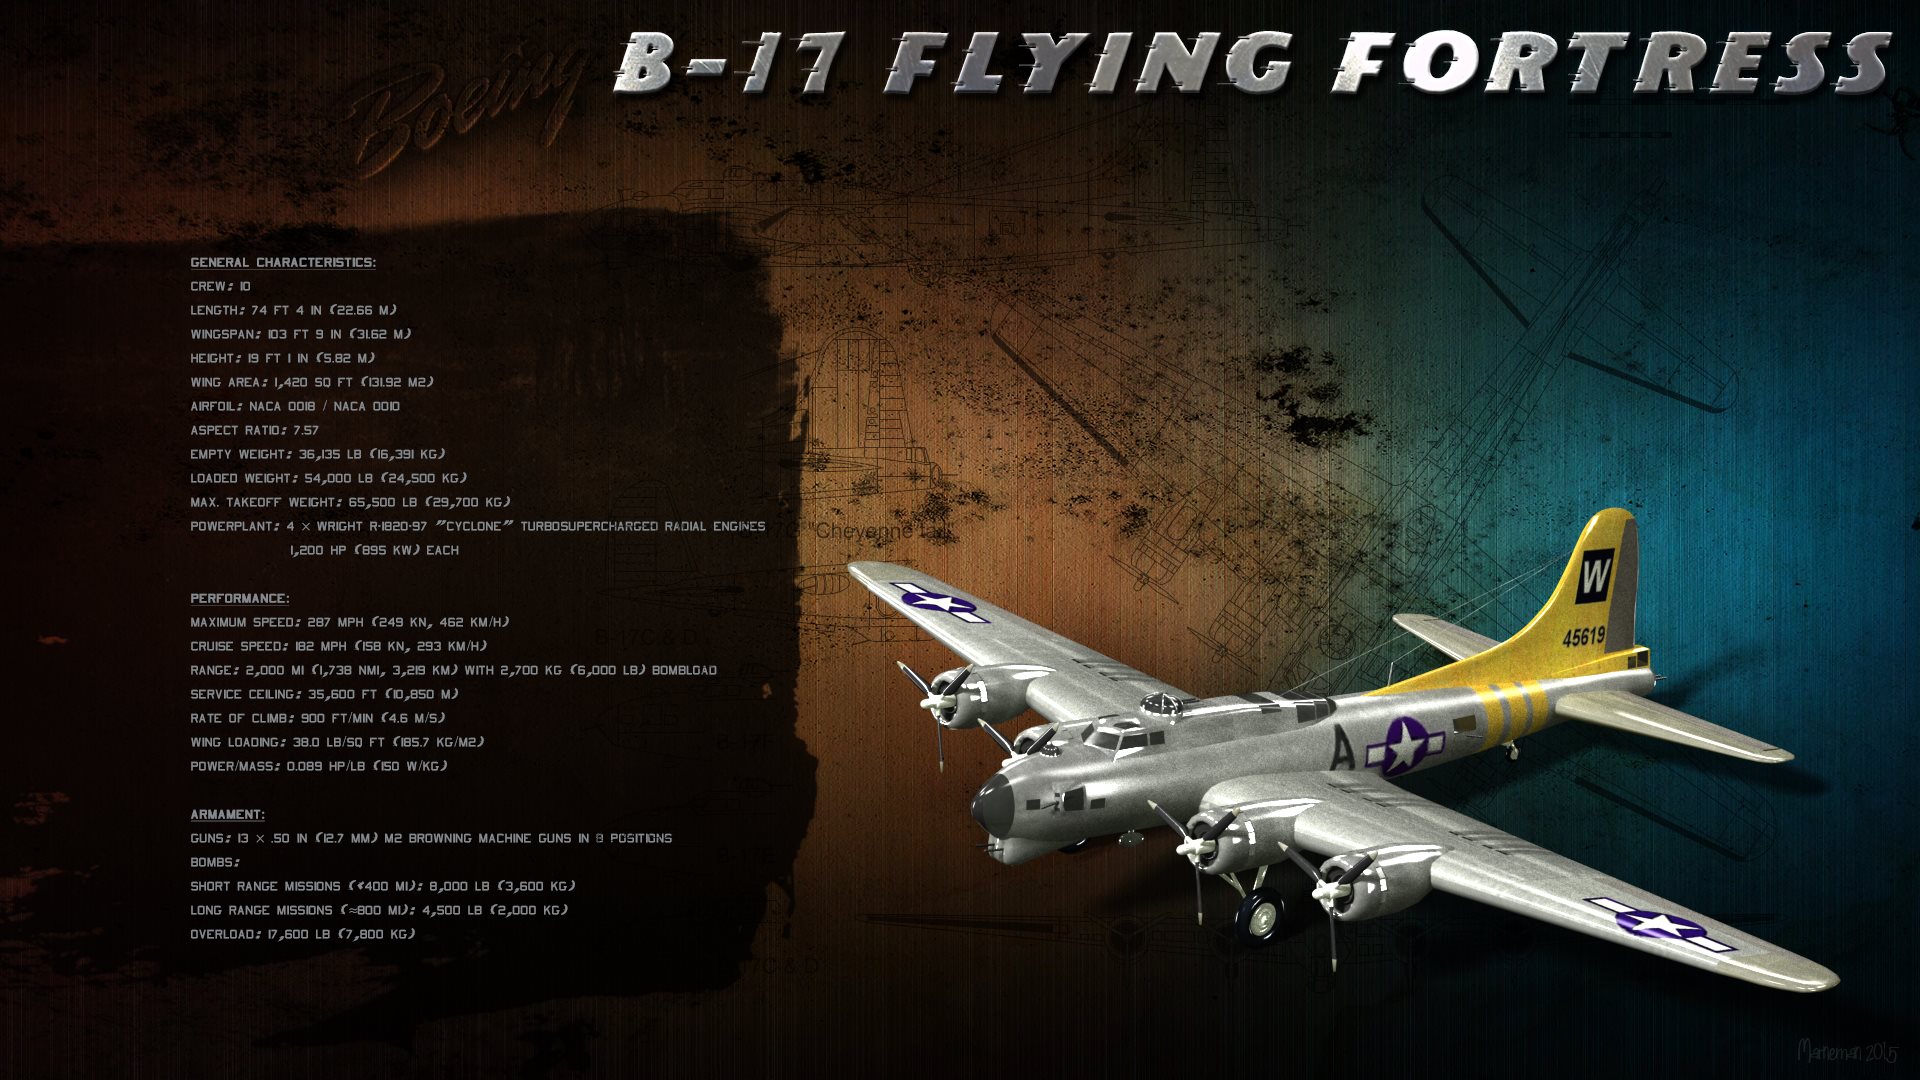 Boeing
B-17 FLYING FORTRESS
GENERAL CHARACTERISTICS:
CREW: 10
LENGTH: 74 FT 4 IN (22.66 M)
WINGSPAN: 103 FT 9 IN (31.62 M)
HEIGHT: 19 FT 1 IN (5.82 M)
WING AREA: 1,420 SQ FT (131.92 M2)
AIRFOIL: NACA 0018 / NACA 0010
ASPECT RATIO: 7.57
EMPTY WEIGHT: 36,135 LB (16,391 KG)
LOADED WEIGHT: 54,000 LB (24,500 KG)
MAX. TAKEOFF WEIGHT: 65,500 LB (29,700 KG)
POWERPLANT: 4 × WRIGHT R-1820-97 "CYCLONE" TURBOSUPERCHARGED RADIAL ENGINES
1,200 HP (895 KW) EACH
"Cheyenne
PERFORMANCE:
MAXIMUM SPEED: 287 MPH (249 KN, 462 KM/H)
CRUISE SPEED: 182 MPH (158 KN, 293 KM/H)
B-17C & D
RANGE: 2,000 MI (1,738 NMI, 3,219 KM) WITH 2,700 KG (6,000 LB) BOMBLOAD
SERVICE CEILING: 35,600 FT (10,850 M)
RATE OF CLIMB: 900 FT/MIN (4.6 M/S)
WING LOADING: 38.0 LB/SQ FT (185.7 KG/M2)
POWER/MASS: 0.089 HP/LB (150 W/KG)
ARMAMENT:
GUNS: 13 × .50 IN (12.7 MM) M2 BROWNING MACHINE GUNS IN 9 POSITIONS
BOMBS:
SHORT RANGE MISSIONS (<400 MI): 8,000 LB (3,600 KG)
LONG RANGE MISSIONS (≈800 MI): 4,500 LB (2,000 KG)
OVERLOAD: 17,600 LB (7,800 KG)
W
45619
A
Marneman 2015